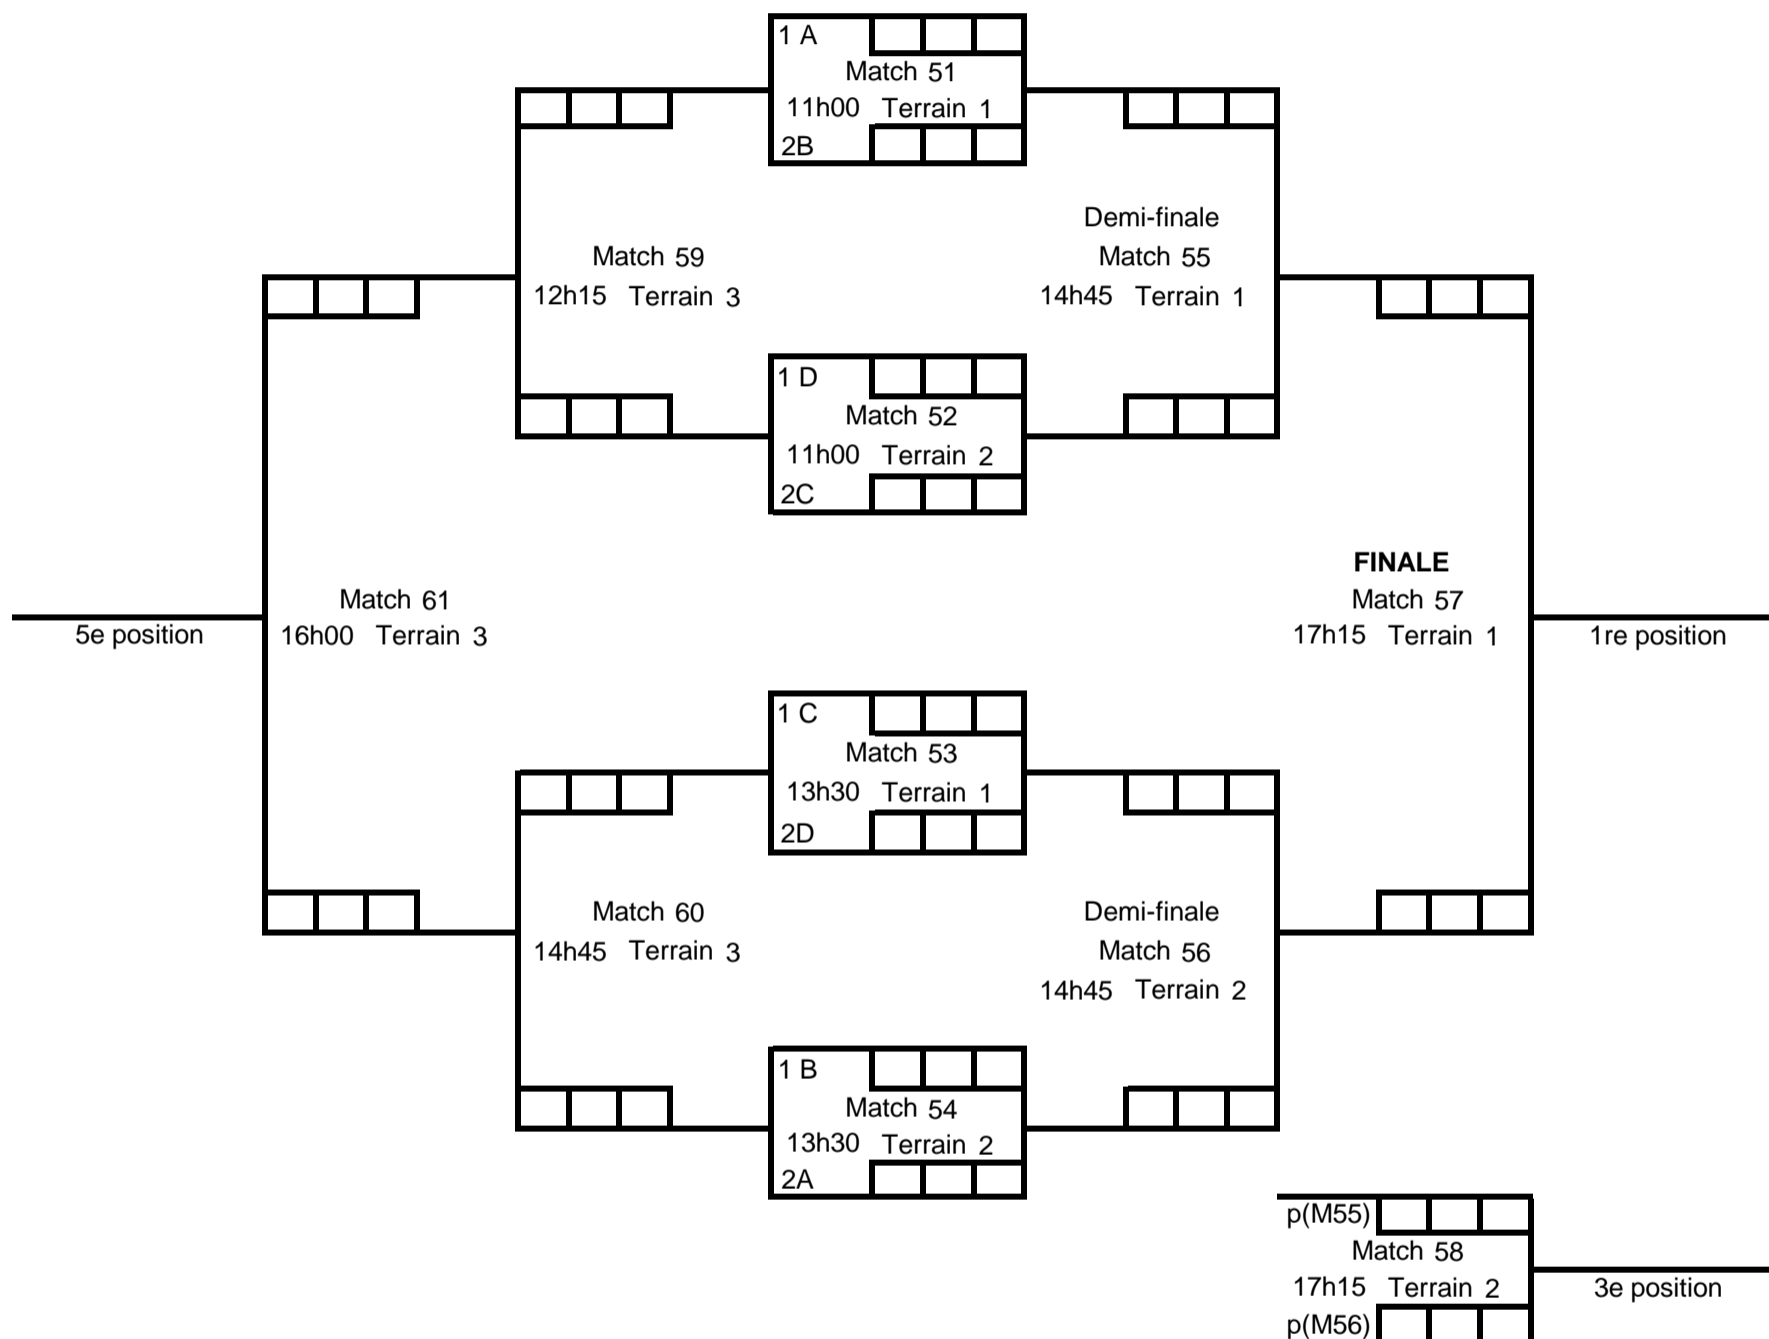 1 A
Match 51
11h00 Terrain 1
2B
Demi-finale
Match 59
Match 55
12h15 Terrain 3
14h45 Terrain 1
1 D
Match 52
11h00 Terrain 2
2C
FINALE
Match 61
Match 57
5e position
16h00 Terrain 3
17h15 Terrain 1
1re position
1 C
Match 53
13h30 Terrain 1
2D
Match 60
Demi-finale
14h45 Terrain 3
Match 56
14h45 Terrain 2
1 B
Match 54
13h30 Terrain 2
2A
p(M55)
Match 58
17h15 Terrain 2
3e position
p(M56)